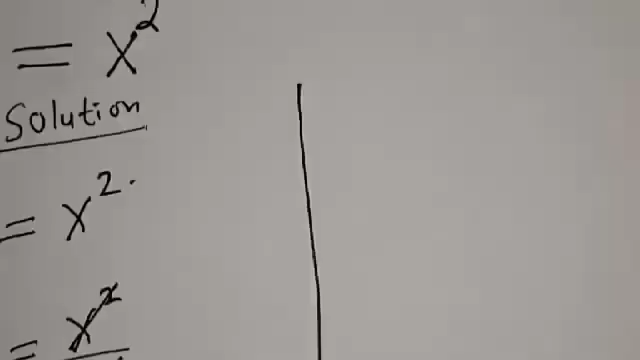 = x²
Solution
= x².
= x²